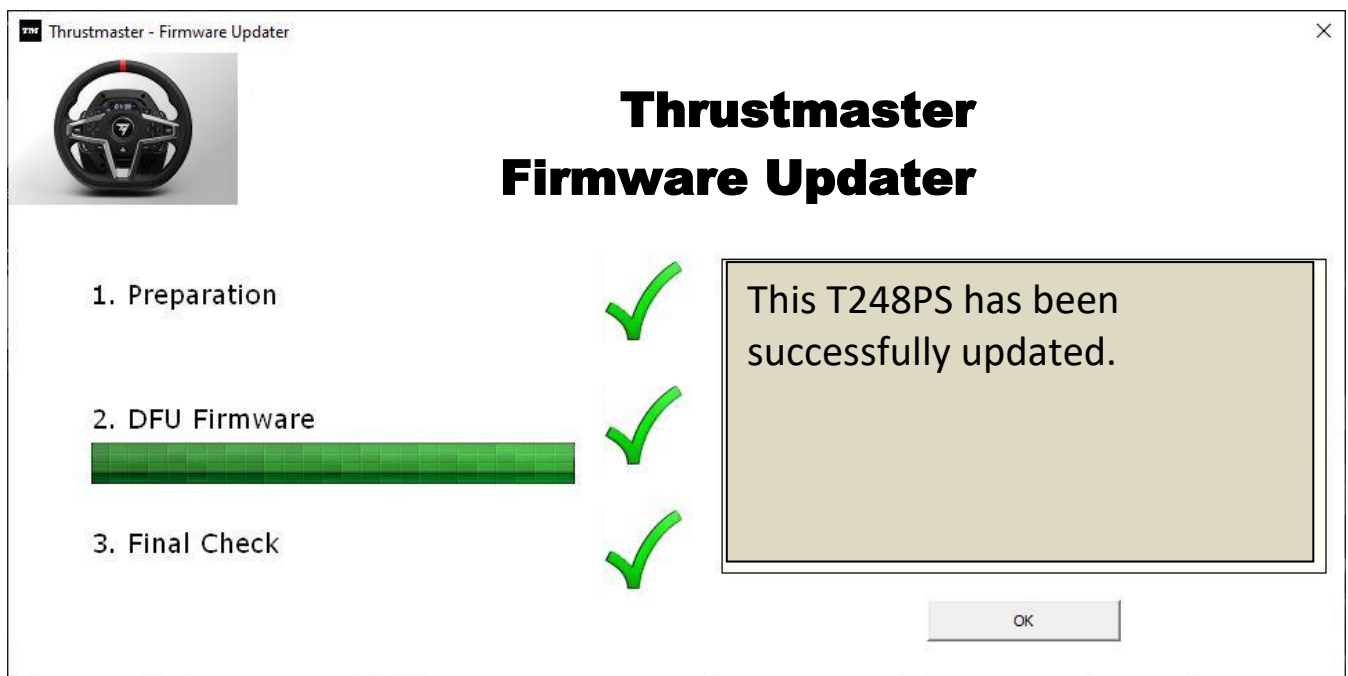 Thrustmaster - Firmware Updater
Thrustmaster
Firmware Updater
1. Preparation
This T248PS has been
successfully updated.
2. DFU Firmware
3. Final Check
OK